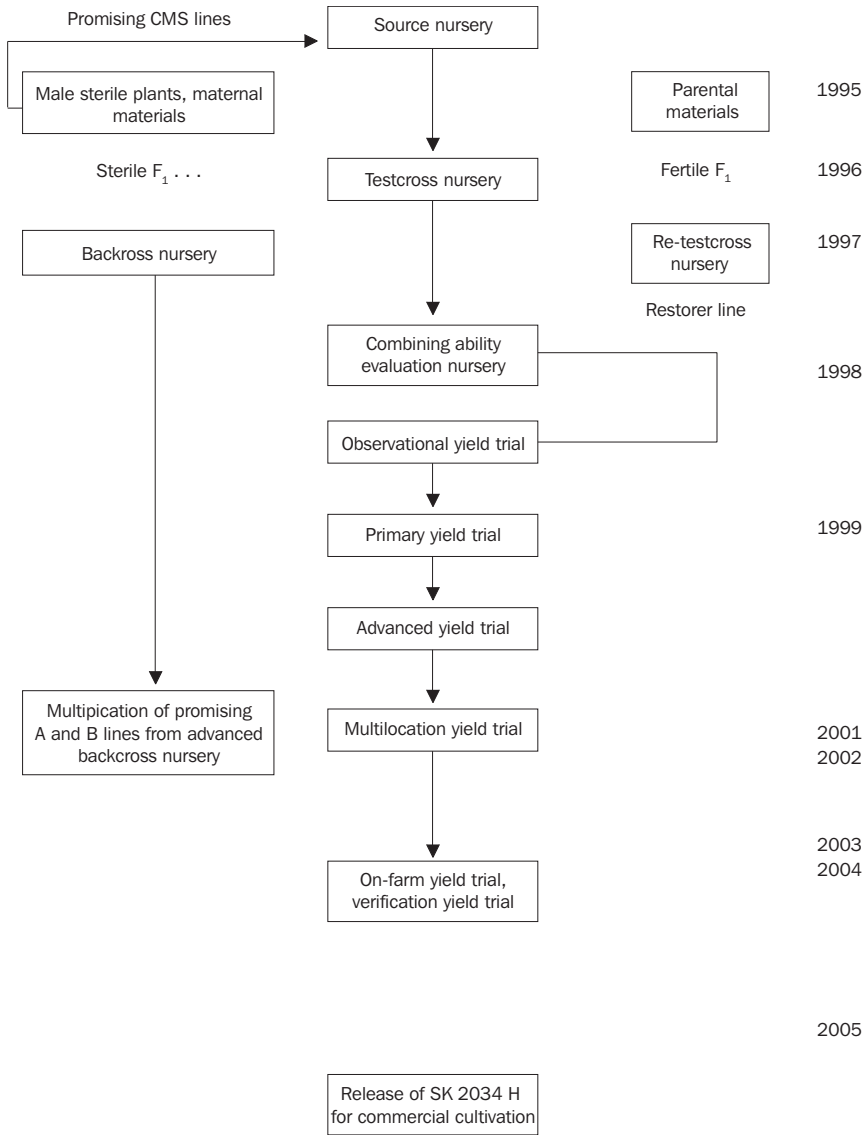 Promising CMS lines
Source nursery
Male sterile plants, maternal
materials
Parental
materials
1995
Sterile F₁ . . .
Testcross nursery
Fertile F₁
1996
Backross nursery
Re-testcross
nursery
1997
Restorer line
Combining ability
evaluation nursery
1998
Observational yield trial
Primary yield trial
1999
Advanced yield trial
Multipication of promising
A and B lines from advanced
backcross nursery
Multilocation yield trial
2001
2002
2003
2004
On-farm yield trial,
verification yield trial
2005
Release of SK 2034 H
for commercial cultivation